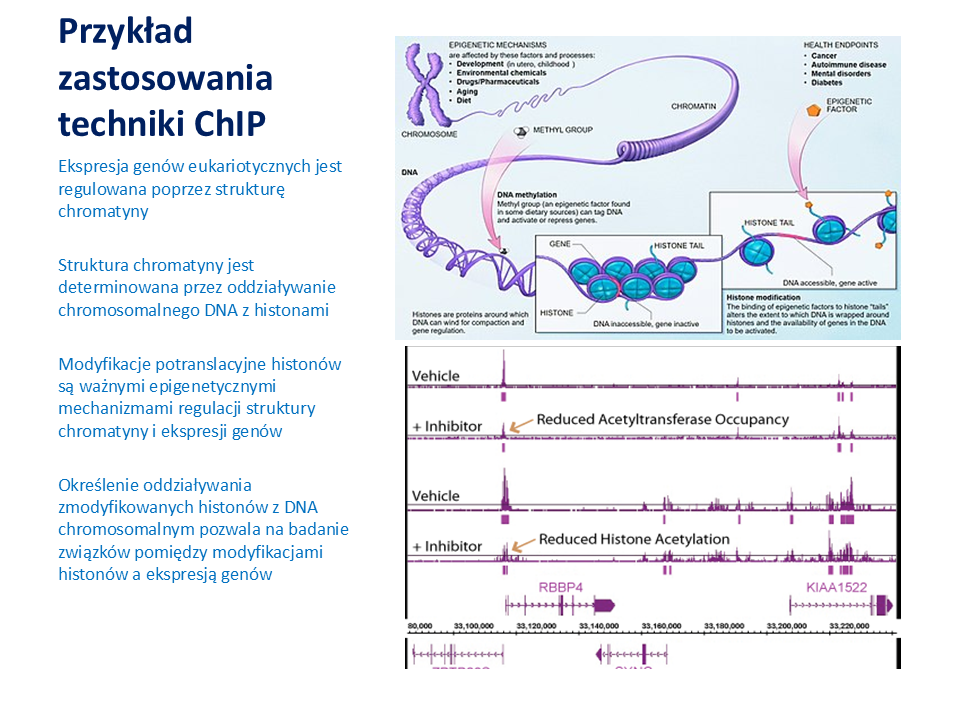 Przykład
zastosowania
techniki ChIP
Ekspresja genów eukariotycznych jest
regulowana poprzez strukturę
chromatyny
Struktura chromatyny jest
determinowana przez oddziaływanie
chromosomalnego DNA z histonami
Modyfikacje potranslacyjne histonów
są ważnymi epigenetycznymi
mechanizmami regulacji struktury
chromatyny i ekspresji genów
Określenie oddziaływania
zmodyfikowanych histonów z DNA
chromosomalnym pozwala na badanie
związków pomiędzy modyfikacjami
histonów a ekspresją genów
EPIGENETIC MECHANISMS
are affected by these factors and processes:
• Development (in utero, childhood )
• Environmental chemicals
• Drugs/Pharmaceuticals
• Aging
• Diet
HEALTH ENDPOINTS
• Cancer
• Autoimmune disease
• Mental disorders
• Diabetes
EPIGENETIC
FACTOR
CHROMATIN
CHROMOSOME
METHYL GROUP
DNA
DNA methylation
Methyl group (an epigenetic factor found
in some dietary sources) can tag DNA
and activate or repress genes.
GENE
HISTONE TAIL
HISTONE TAIL
HISTONE
DNA inaccessible, gene inactive
DNA accessible, gene active
Histones are proteins around which
DNA can wind for compaction and
gene regulation.
Histone modification
The binding of epigenetic factors to histone "tails"
alters the extent to which DNA is wrapped around
histones and the availability of genes in the DNA
to be activated.
Vehicle
+ Inhibitor
Reduced Acetyltransferase Occupancy
Vehicle
+ Inhibitor
Reduced Histone Acetylation
RBBP4
KIAA1522
80,000 33,100,000 33,120,000 33,140,000 33,160,000 33,180,000 33,200,000 33,220,000